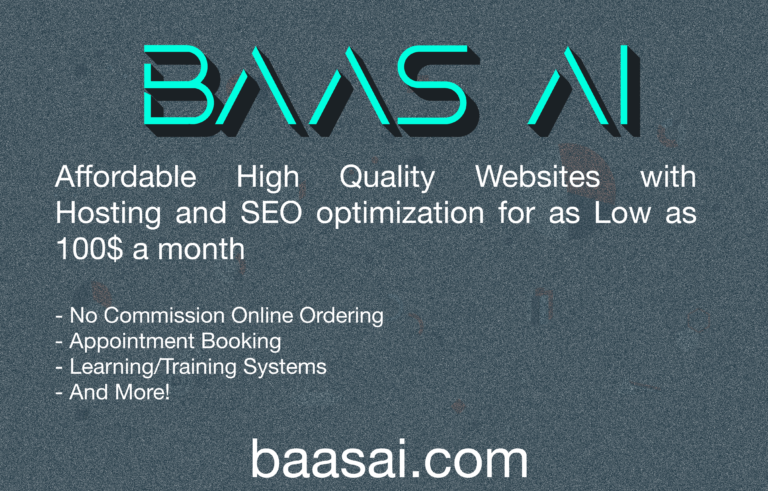 BAAS AI
Affordable High Quality Websites with
Hosting and SEO optimization for as Low as
100$ a month
- No Commission Online Ordering
- Appointment Booking
- Learning/Training Systems
- And More!
baasai.com